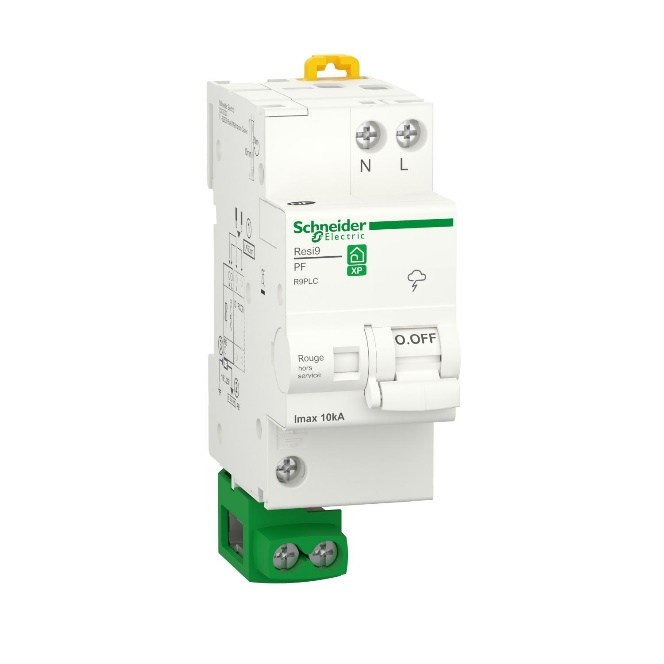 N L
Schneider
Electric
Resi9
XP
PF
R9PLC
O.OFF
Rouge
hors
service
Imax 10kA